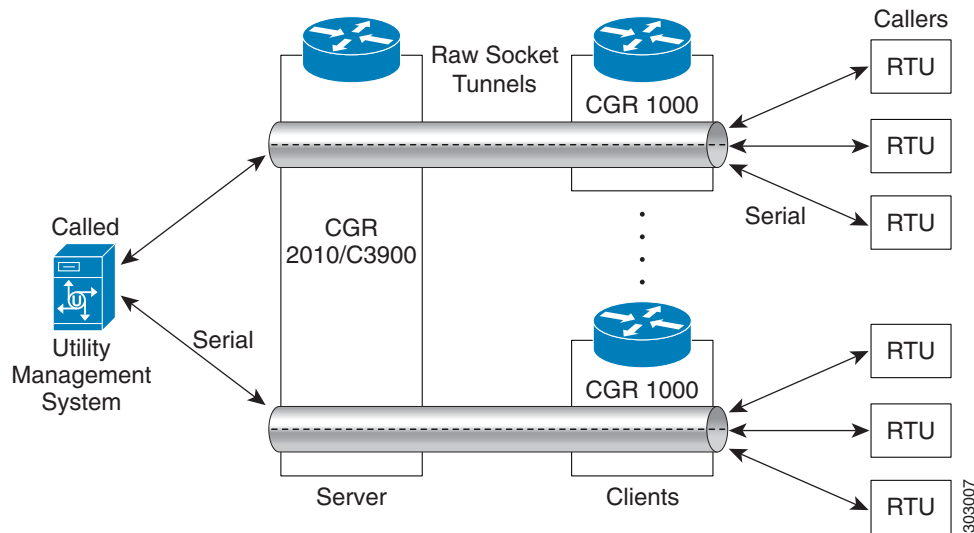 Callers
Raw Socket
Tunnels
CGR 1000
RTU
RTU
RTU
Serial
Called
CGR
2010/C3900
U
Utility
Management
System
Serial
CGR 1000
RTU
RTU
RTU
Server
Clients
303007